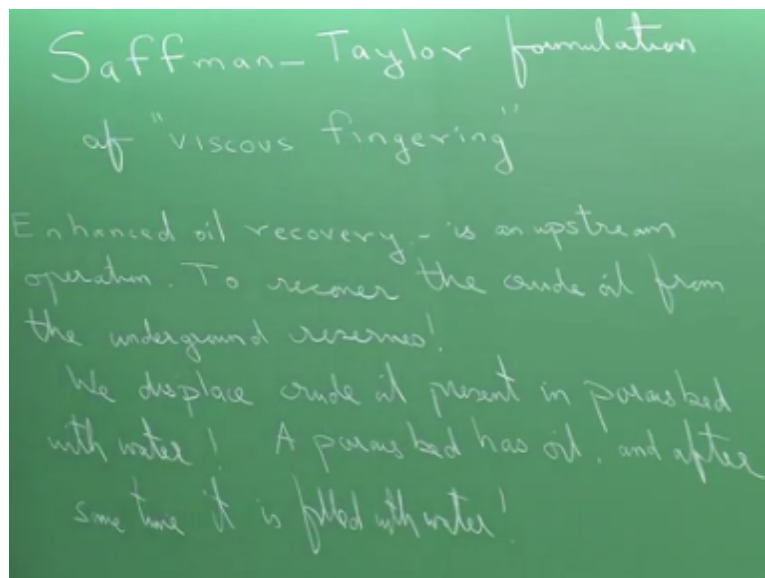 Saffman-Taylor formulation
of "viscous fingering"
Enhanced oil recovery - is an upstream
operation. To recover the crude oil from
the underground reserves!
We displace crude oil present in porous bed
with water! A porous bed has oil, and after
some time it is filled with water!